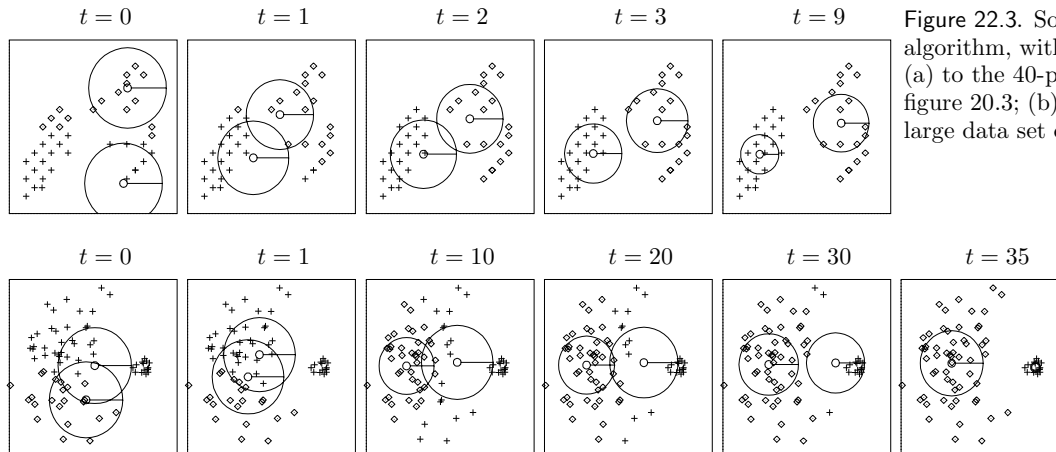 t = 0 t = 1 t = 2 t = 3 t = 9
Figure 22.3. So
algorithm, with
(a) to the 40-p
figure 20.3; (b)
large data set
t = 0 t = 1 t = 10 t = 20 t = 30 t = 35